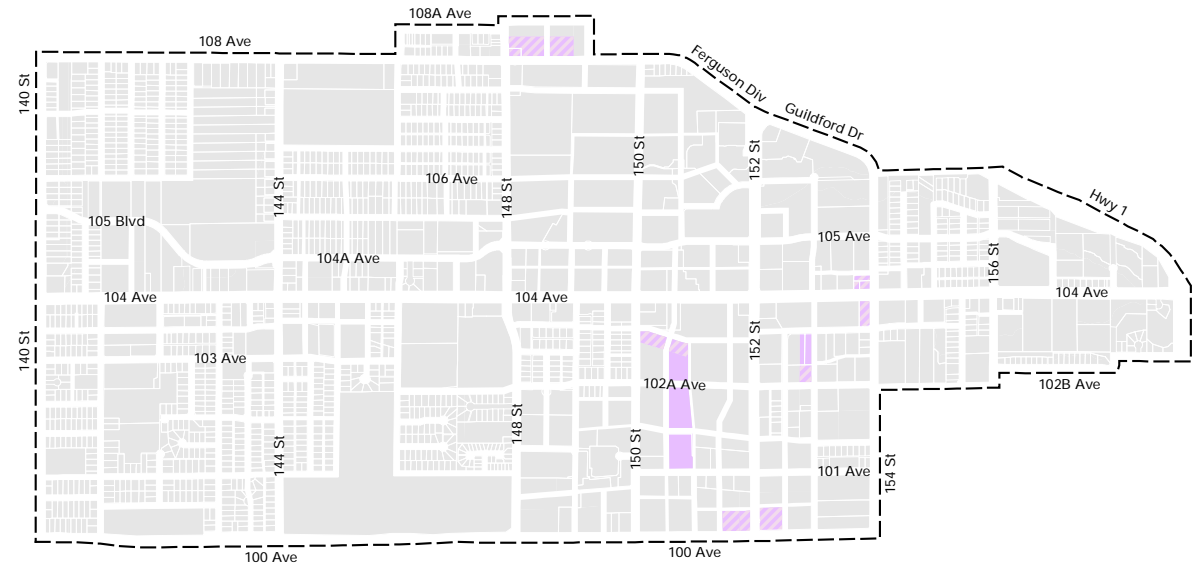 108A Ave
108 Ave
Ferguson Div
Guildford Dr
140 St
150 St
152 St
106 Ave
144 St
148 St
Hwy 1
105 Blvd
105 Ave
104A Ave
156 St
104 Ave
104 Ave
104 Ave
140 St
103 Ave
152 St
102A Ave
102B Ave
148 St
144 St
150 St
101 Ave
154 St
100 Ave
100 Ave